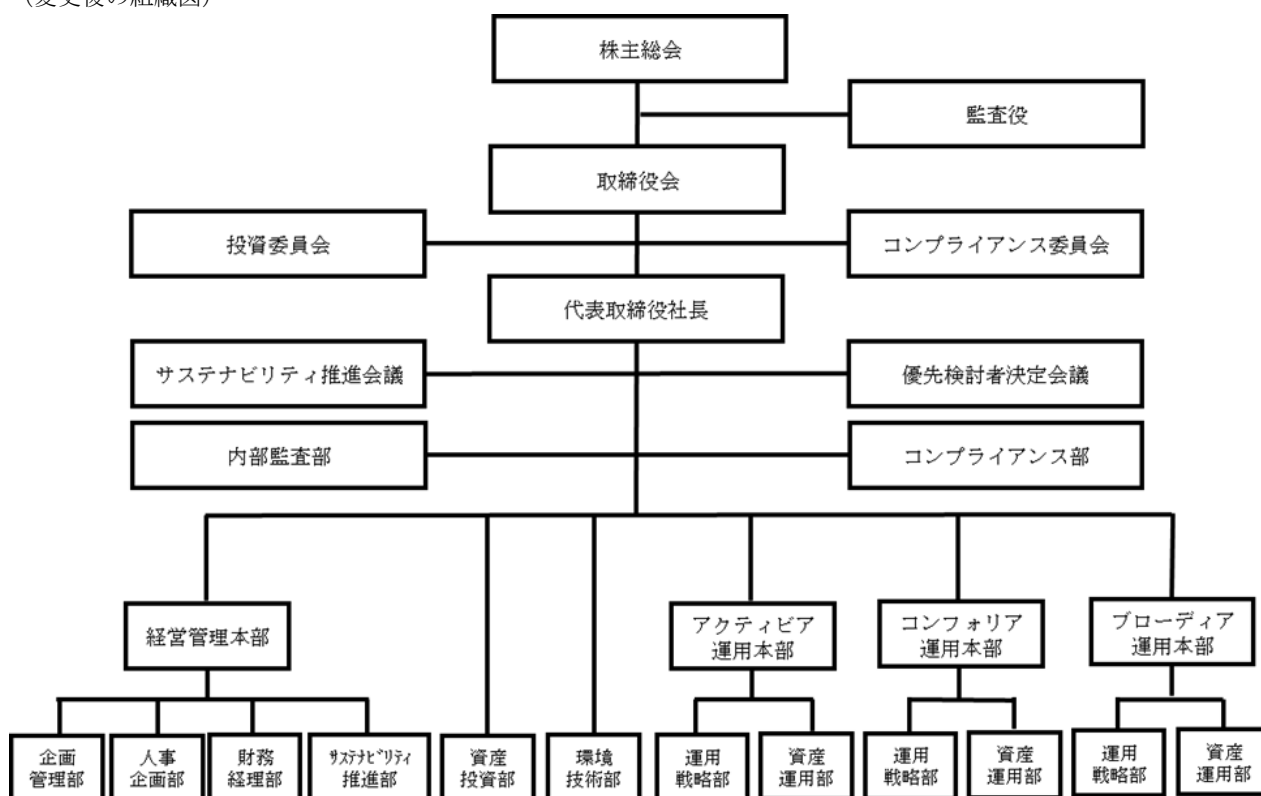 (変更後の組織図)
株主総会
監査役
取締役会
投資委員会
コンプライアンス委員会
代表取締役社長
サステナビリティ推進会議
優先検討者決定会議
内部監査部
コンプライアンス部
経営管理本部
アクティビア
運用本部
コンフォリア
運用本部
ブローディア
運用本部
企画
管理部
人事
企画部
財務
経理部
ｻｽﾃﾅﾋﾞﾘﾃｨ
推進部
資産
投資部
環境
技術部
運用
戦略部
資産
運用部
運用
戦略部
資産
運用部
運用
戦略部
資産
運用部